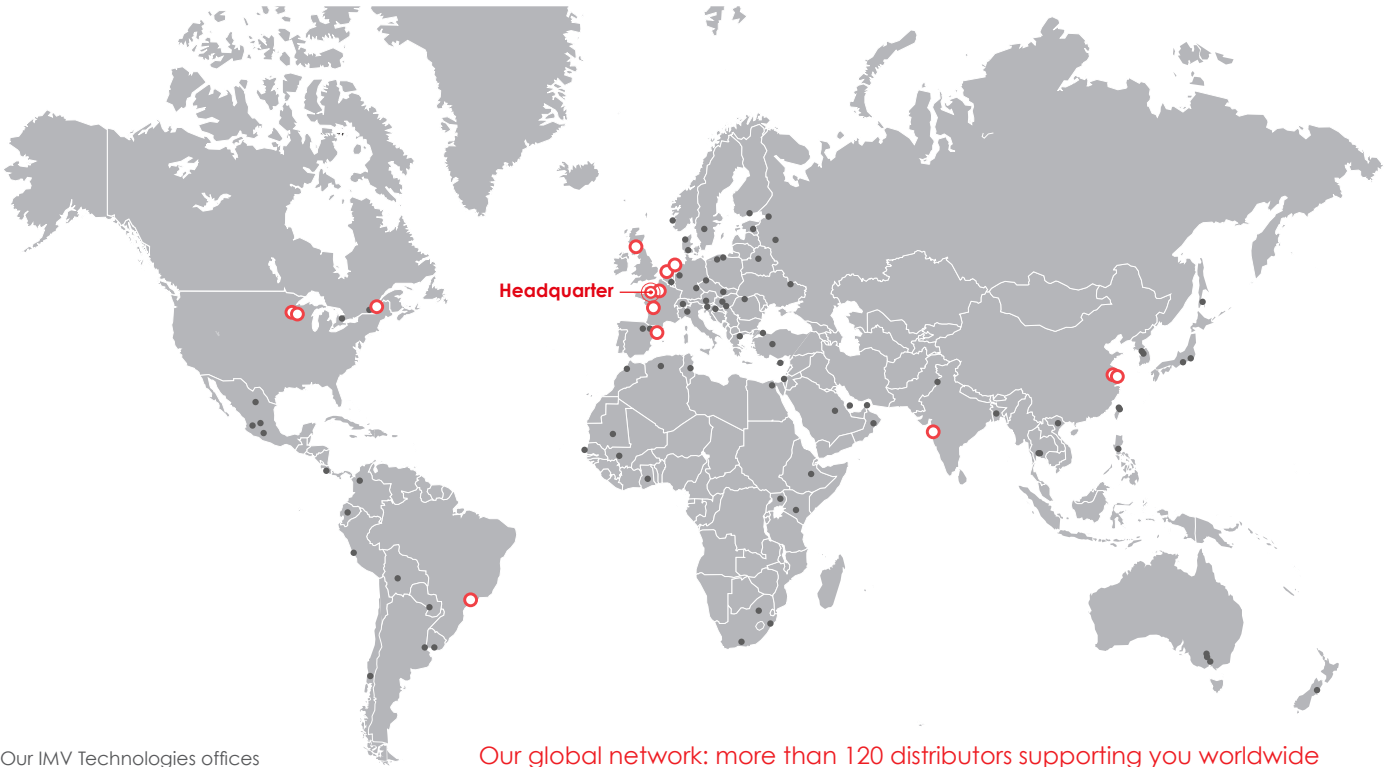 Headquarter
Our IMV Technologies offices
Our global network: more than 120 distributors supporting you worldwide